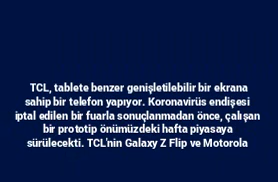 TCL, tablete benzer genişletilebilir bir ekrana
sahip bir telefon yapıyor. Koronavirüs endişesi
iptal edilen bir fuarla sonuçlanmadan önce, çalışan
bir prototip önümüzdeki hafta piyasaya
sürülecekti. TCL'nin Galaxy Z Flip ve Motorola